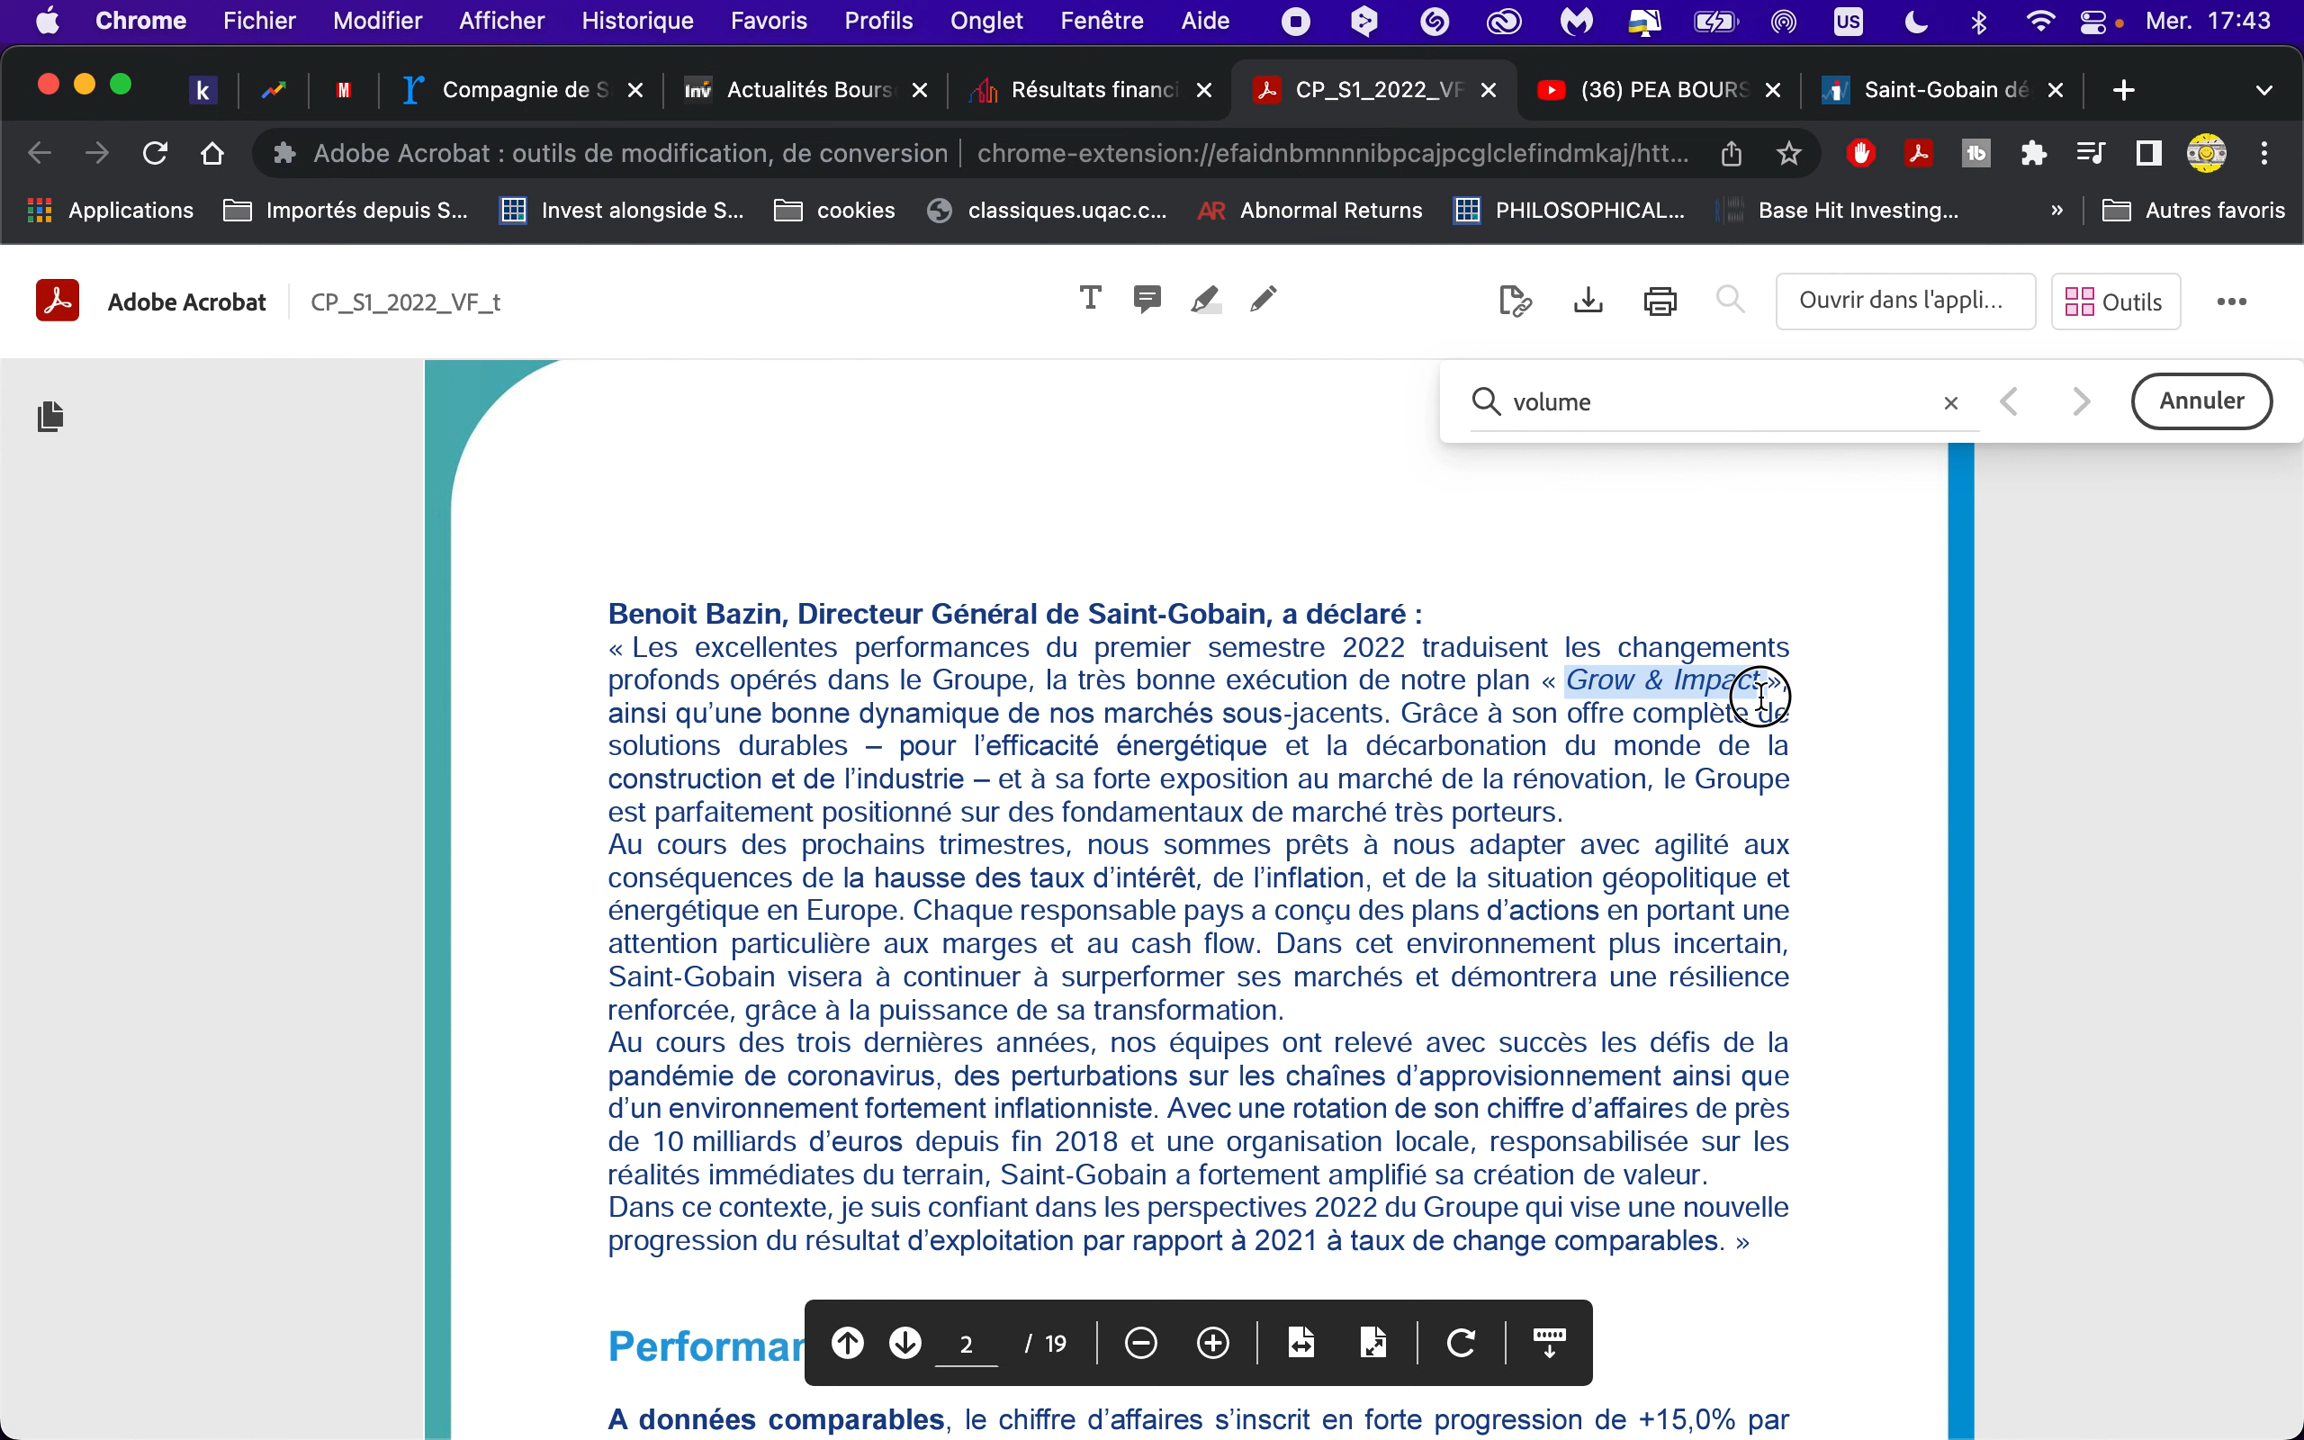 Chrome Fichier Modifier Afficher Historique Favoris Profils Onglet Fenêtre Aide US Mer. 17:43
k M Compagnie de S Inv Actualités Bours Résultats financi CP_S1_2022_VF (36) PEA BOURS Saint-Gobain dé
Adobe Acrobat : outils de modification, de conversion chrome-extension://efaidnbmnnnibpcajpcglclefindmkaj/htt... tb
Applications Importés depuis S... Invest alongside S... cookies classiques.uqac.c... AR Abnormal Returns PHILOSOPHICAL... Base Hit Investing... » Autres favoris
Adobe Acrobat CP_S1_2022_VF_t Ouvrir dans l'appli... Outils
volume Annuler
Benoit Bazin, Directeur Général de Saint-Gobain, a déclaré :
« Les excellentes performances du premier semestre 2022 traduisent les changements
profonds opérés dans le Groupe, la très bonne exécution de notre plan « Grow & Impact »,
ainsi qu’une bonne dynamique de nos marchés sous-jacents. Grâce à son offre complète de
solutions durables – pour l’efficacité énergétique et la décarbonation du monde de la
construction et de l’industrie – et à sa forte exposition au marché de la rénovation, le Groupe
est parfaitement positionné sur des fondamentaux de marché très porteurs.
Au cours des prochains trimestres, nous sommes prêts à nous adapter avec agilité aux
conséquences de la hausse des taux d’intérêt, de l’inflation, et de la situation géopolitique et
énergétique en Europe. Chaque responsable pays a conçu des plans d’actions en portant une
attention particulière aux marges et au cash flow. Dans cet environnement plus incertain,
Saint-Gobain visera à continuer à surperformer ses marchés et démontrera une résilience
renforcée, grâce à la puissance de sa transformation.
Au cours des trois dernières années, nos équipes ont relevé avec succès les défis de la
pandémie de coronavirus, des perturbations sur les chaînes d’approvisionnement ainsi que
d’un environnement fortement inflationniste. Avec une rotation de son chiffre d’affaires de près
de 10 milliards d’euros depuis fin 2018 et une organisation locale, responsabilisée sur les
réalités immédiates du terrain, Saint-Gobain a fortement amplifié sa création de valeur.
Dans ce contexte, je suis confiant dans les perspectives 2022 du Groupe qui vise une nouvelle
progression du résultat d’exploitation par rapport à 2021 à taux de change comparables. »
Performan 2 / 19
A données comparables, le chiffre d’affaires s’inscrit en forte progression de +15,0% par